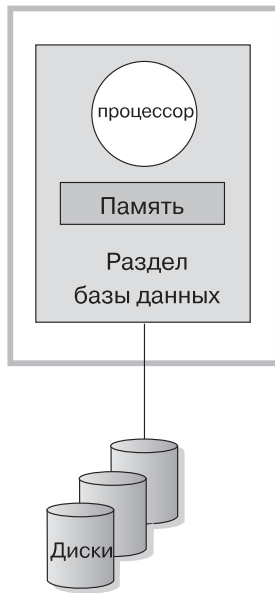 процессор
Память
Раздел
базы данных
Диски